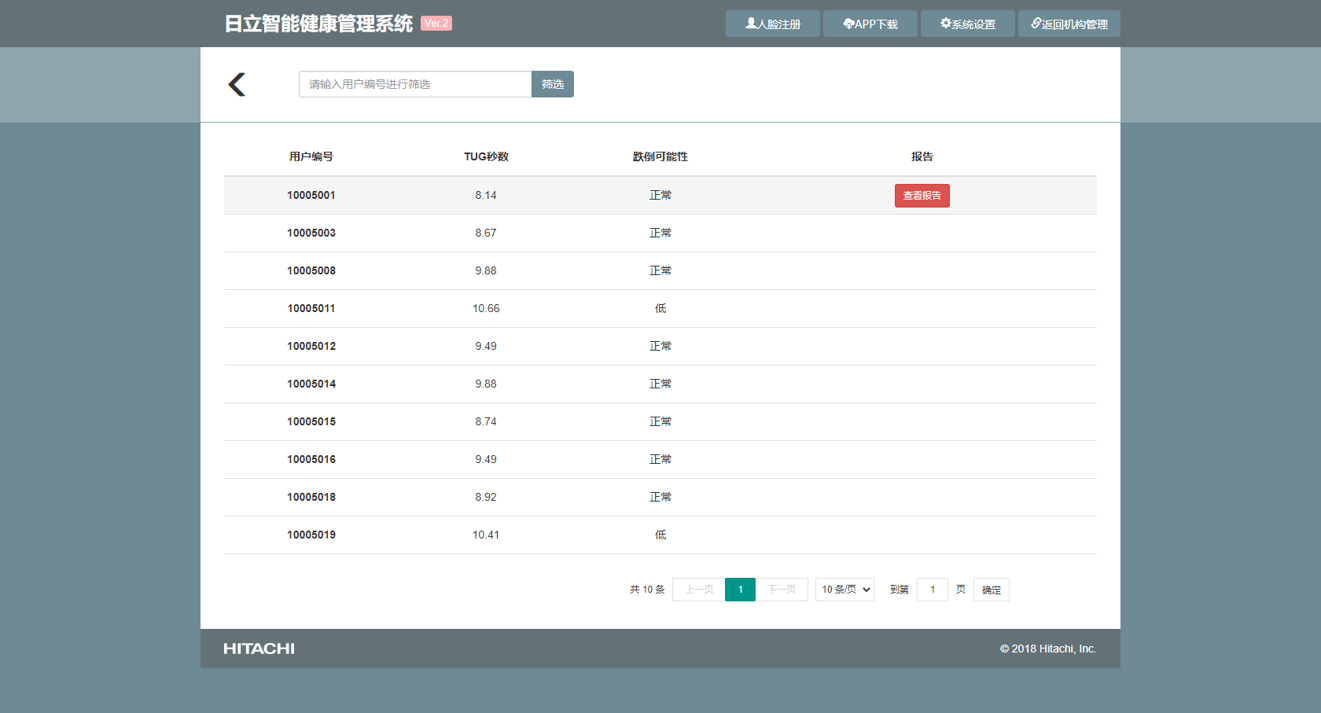 日立智能健康管理系统 Ver.2 人脸注册 APP下载 系统设置 返回机构管理
请输入用户编号进行筛选 筛选
用户编号 TUG秒数 跌倒可能性 报告
10005001 8.14 正常 查看报告
10005003 8.67 正常
10005008 9.88 正常
10005011 10.66 低
10005012 9.49 正常
10005014 9.88 正常
10005015 8.74 正常
10005016 9.49 正常
10005018 8.92 正常
10005019 10.41 低
共 10 条 上一页 1 下一页 10 条/页 到第 1 页 确定
HITACHI © 2018 Hitachi, Inc.